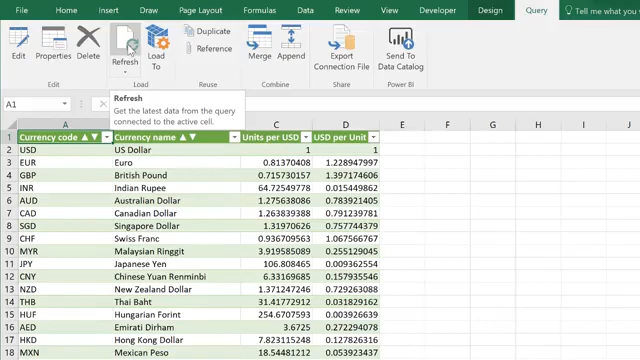 File Home Insert Draw Page Layout Formulas Data Review View Developer Design Query Tell me what you
Edit Properties Delete Refresh Load To Duplicate Reference Merge Append Export Connection File Send To Data Catalog
Edit Load Reuse Combine Share Power BI
A1
Refresh
Get the latest data from the query
connected to the active cell.
A B C D E F G H I J
1 Currency code Currency name Units per USD USD per Unit
2 USD US Dollar 1 1
3 EUR Euro 0.81370408 1.228947997
4 GBP British Pound 0.715730157 1.397174606
5 INR Indian Rupee 64.72549778 0.015449862
6 AUD Australian Dollar 1.275638086 0.783921405
7 CAD Canadian Dollar 1.263839388 0.791239781
8 SGD Singapore Dollar 1.31970626 0.757744379
9 CHF Swiss Franc 0.936709563 1.067566767
10 MYR Malaysian Ringgit 3.919585089 0.255129045
11 JPY Japanese Yen 106.808465 0.009362554
12 CNY Chinese Yuan Renminbi 6.33169685 0.157935546
13 NZD New Zealand Dollar 1.371247246 0.729263088
14 THB Thai Baht 31.41772912 0.031829162
15 HUF Hungarian Forint 254.6707593 0.003926639
16 AED Emirati Dirham 3.6725 0.272294078
17 HKD Hong Kong Dollar 7.823115248 0.127826316
18 MXN Mexican Peso 18.54481212 0.053923437